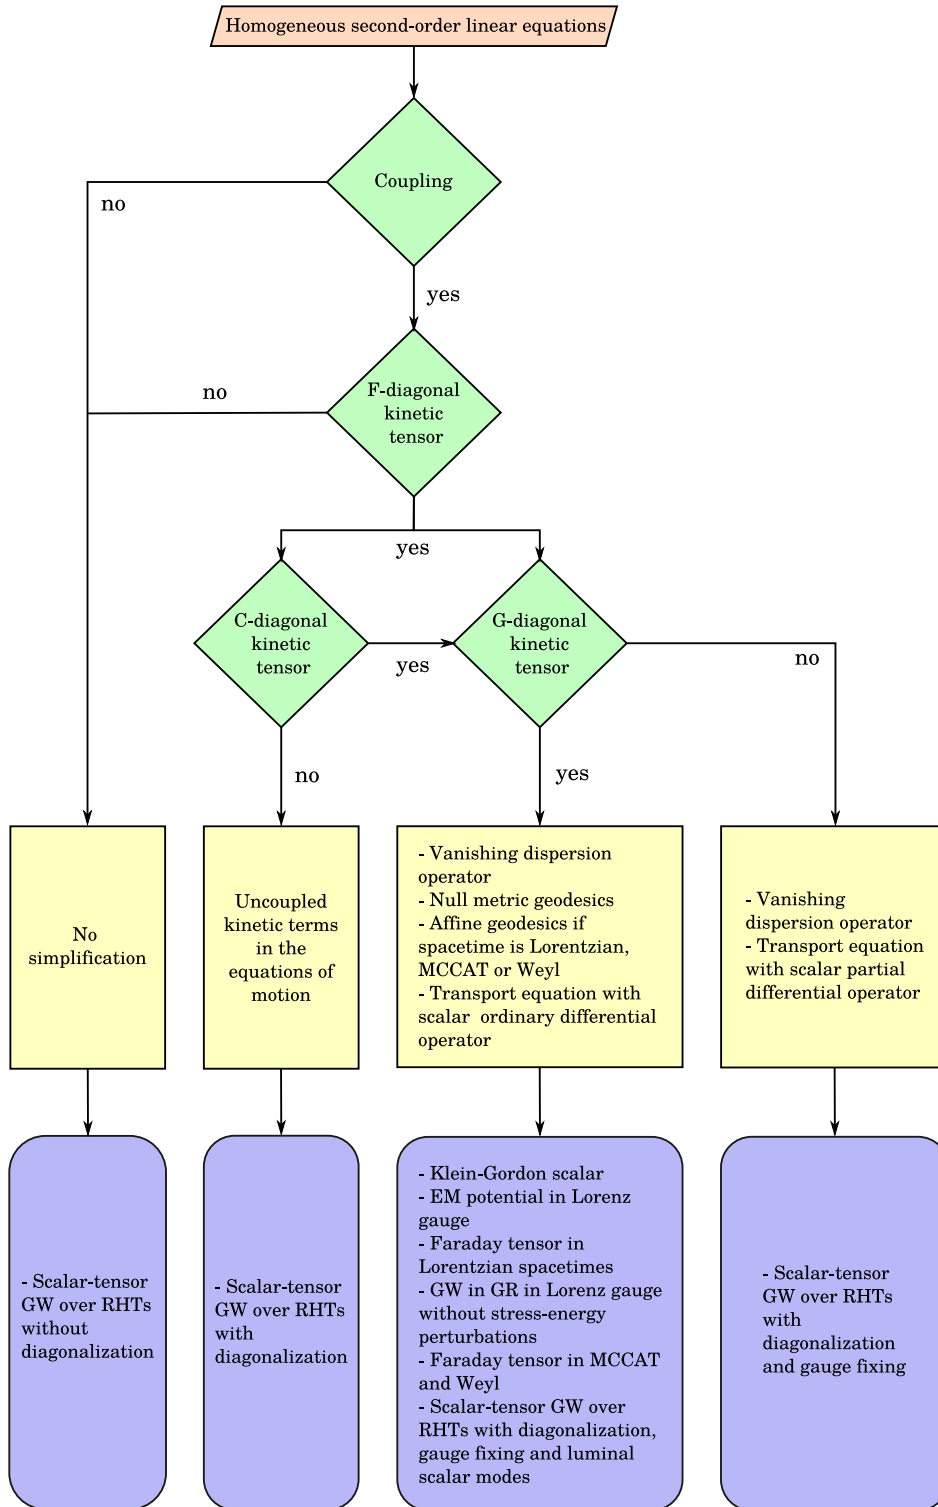 Homogeneous second-order linear equations
Coupling
no
yes
F-diagonal
kinetic
tensor
no
yes
C-diagonal
kinetic
tensor
yes
G-diagonal
kinetic
tensor
no
no
yes
No
simplification
Uncoupled
kinetic terms
in the
equations of
motion
- Vanishing dispersion
operator
- Null metric geodesics
- Affine geodesics if
spacetime is Lorentzian,
MCCAT or Weyl
- Transport equation with
scalar ordinary differential
operator
- Vanishing
dispersion operator
- Transport equation
with scalar partial
differential operator
- Scalar-tensor
GW over RHTs
without
diagonalization
- Scalar-tensor
GW over RHTs
with
diagonalization
- Klein-Gordon scalar
- EM potential in Lorenz
gauge
- Faraday tensor in
Lorentzian spacetimes
- GW in GR in Lorenz gauge
without stress-energy
perturbations
- Faraday tensor in MCCAT
and Weyl
- Scalar-tensor GW over
RHTs with diagonalization,
gauge fixing and luminal
scalar modes
- Scalar-tensor
GW over RHTs
with
diagonalization
and gauge fixing